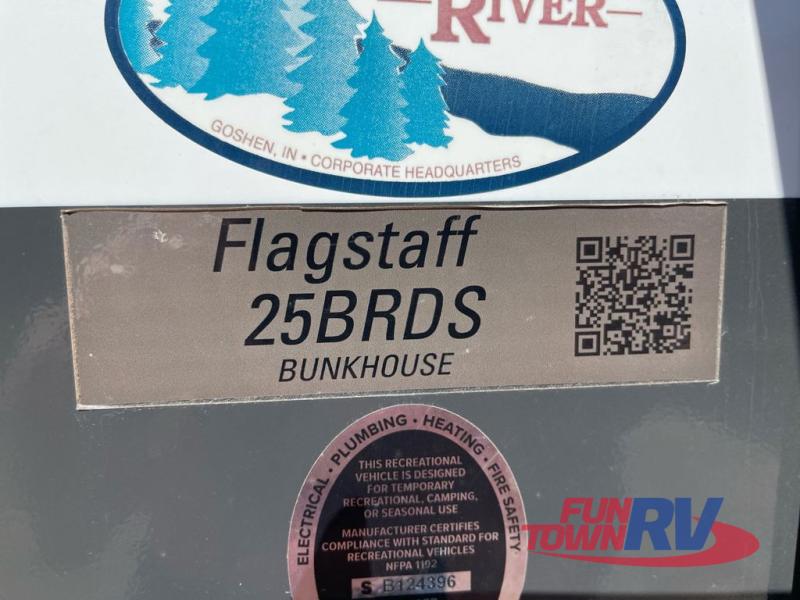 RIVER
GOSHEN, IN • CORPORATE HEADQUARTERS
Flagstaff
25BRDS
BUNKHOUSE
ELECTRICAL • PLUMBING • HEATING • FIRE SAFETY
THIS RECREATIONAL
VEHICLE IS DESIGNED
FOR TEMPORARY
RECREATIONAL, CAMPING,
OR SEASONAL USE
MANUFACTURER CERTIFIES
COMPLIANCE WITH STANDARD FOR
RECREATIONAL VEHICLES
NFPA 1192
S B124396
FUN
TOWN RV